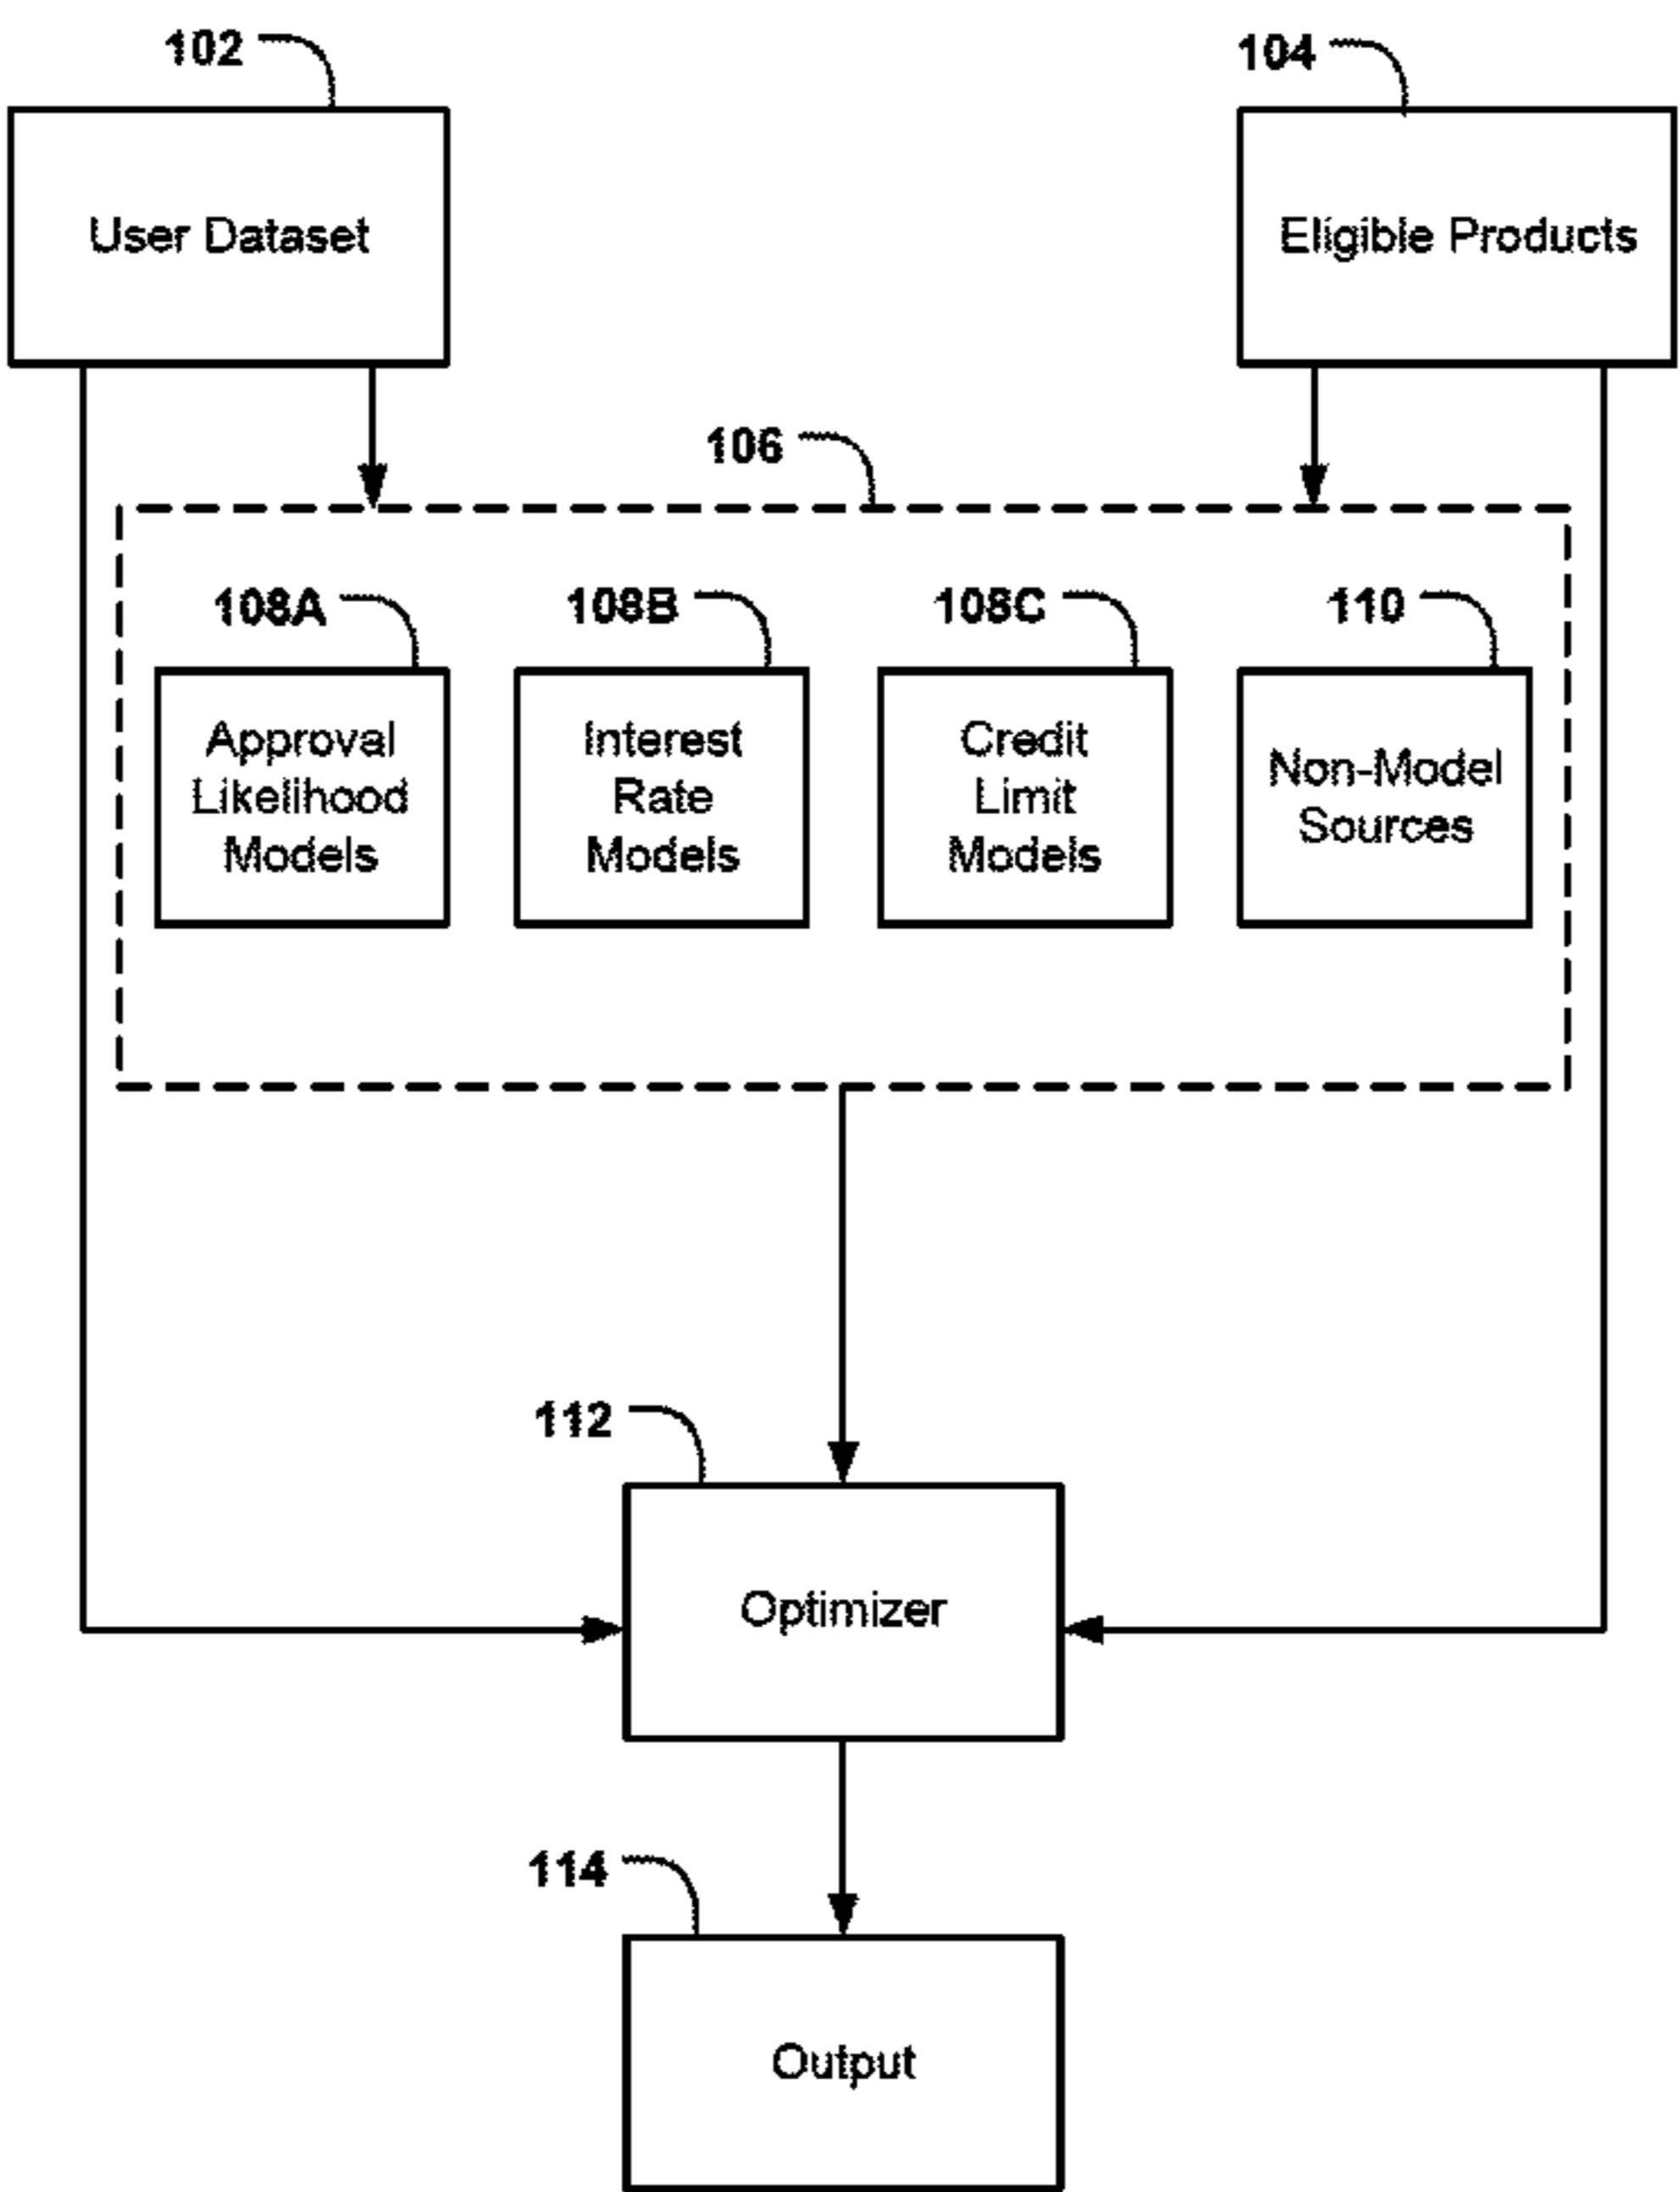 102
104
User Dataset
Eligible Products
106
108A
108B
108C
110
Approval
Likelihood
Models
Interest
Rate
Models
Credit
Limit
Models
Non-Model
Sources
112
Optimizer
114
Output